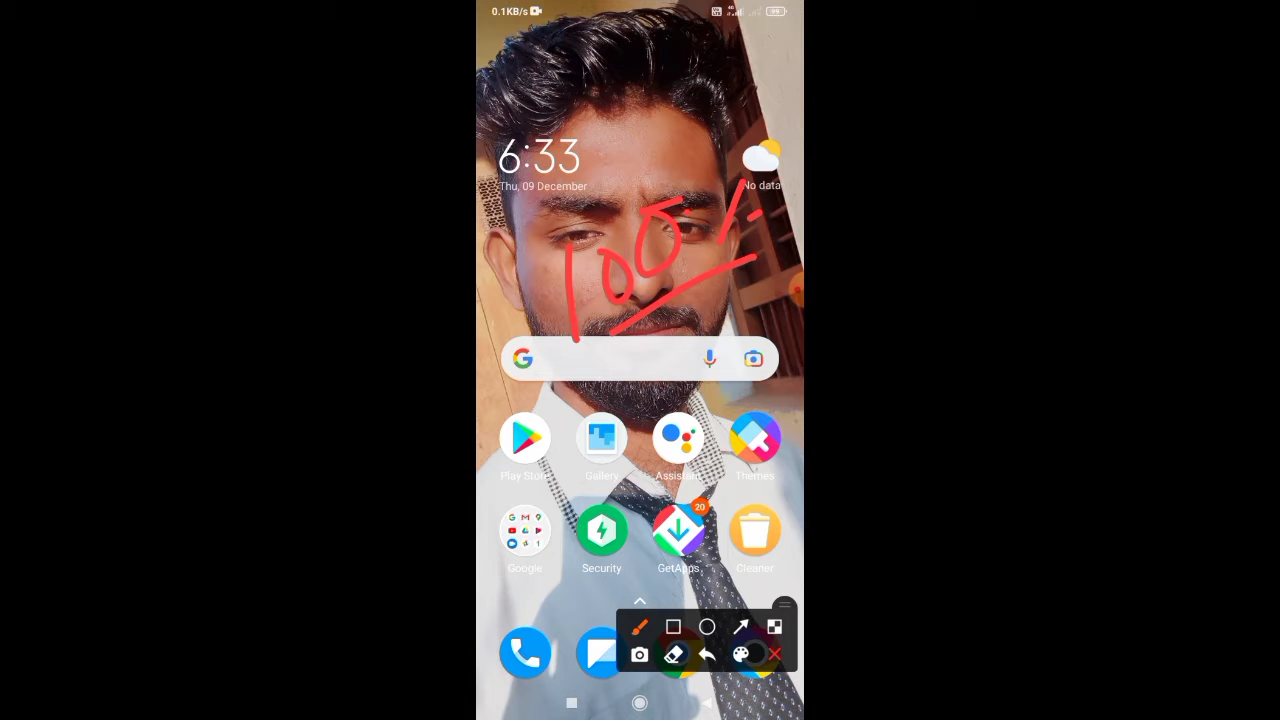 0.1KB/s
4G
6:33
Thu, 09 December
No data
100%
Play Store
Gallery
Assistant
Themes
20
Google
Security
GetApps
Cleaner